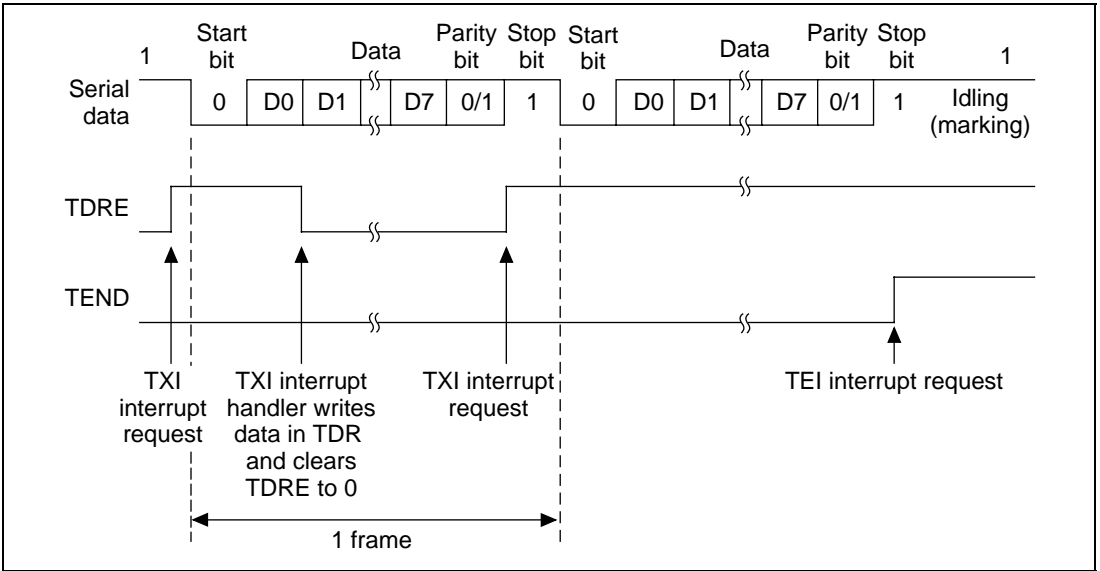 1 Start bit Data Parity bit Stop bit Start bit Data Parity bit Stop bit 1
Serial data 0 D0 D1 D7 0/1 1 0 D0 D1 D7 0/1 1 Idling (marking)
TDRE
TEND
TXI interrupt request
TXI interrupt handler writes data in TDR and clears TDRE to 0
TXI interrupt request
TEI interrupt request
1 frame